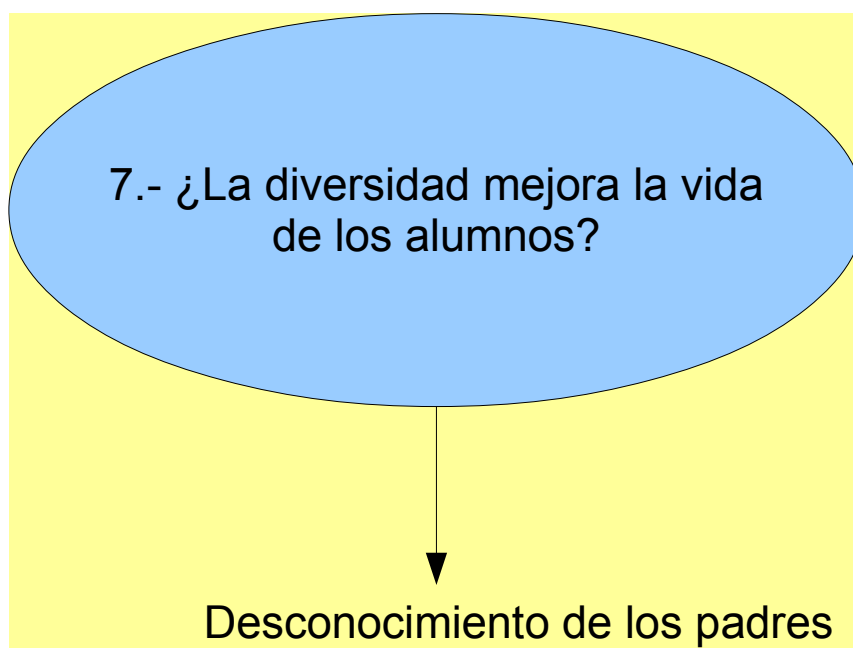 7.- ¿La diversidad mejora la vida
de los alumnos?
Desconocimiento de los padres